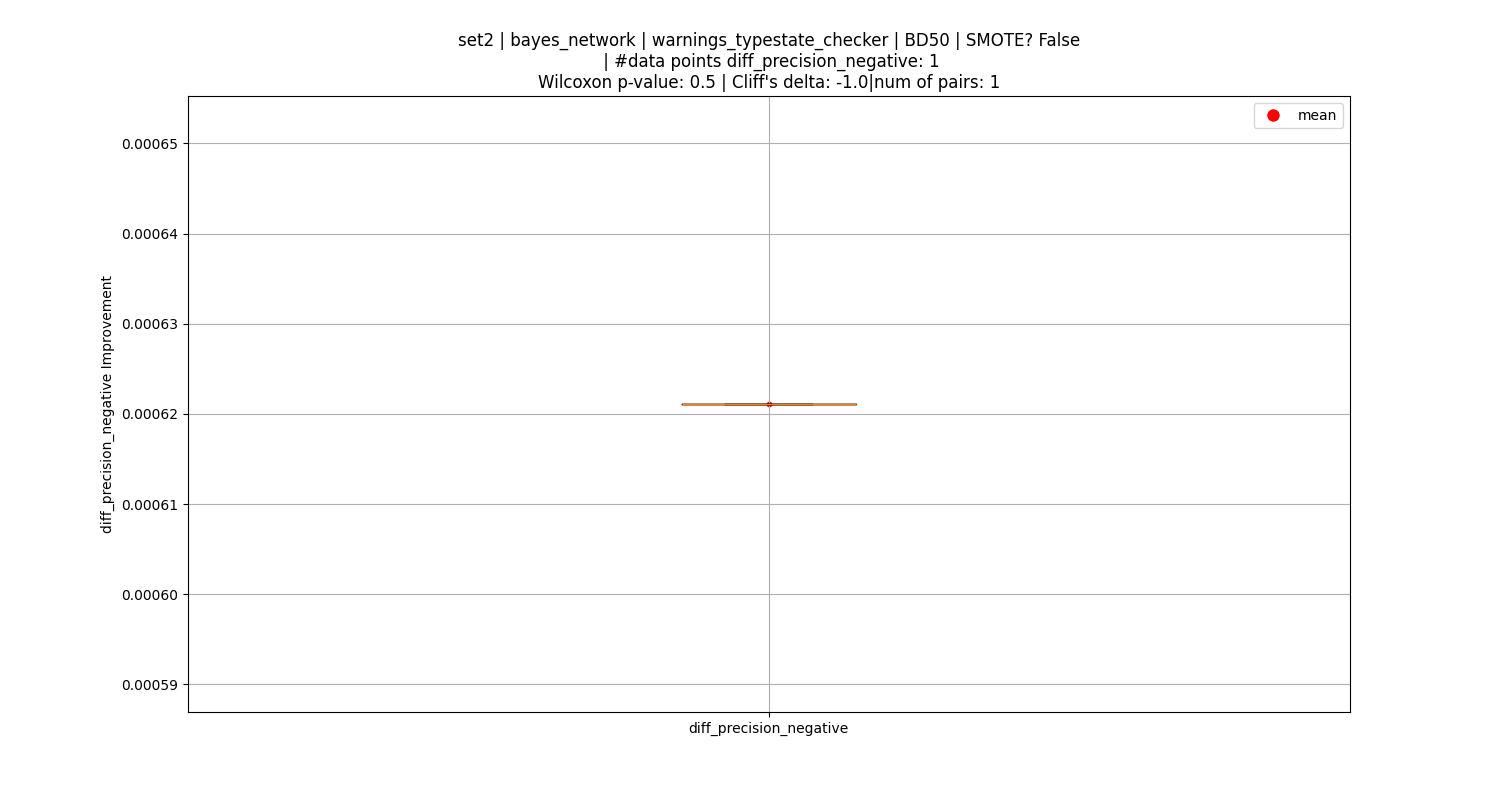 set2 | bayes_network | warnings_typestate_checker | BD50 | SMOTE? False
| #data points diff_precision_negative: 1
Wilcoxon p-value: 0.5 | Cliff's delta: -1.0|num of pairs: 1
mean
0.00065
0.00064
0.00063
0.00062
0.00061
0.00060
0.00059
diff_precision_negative Improvement
diff_precision_negative